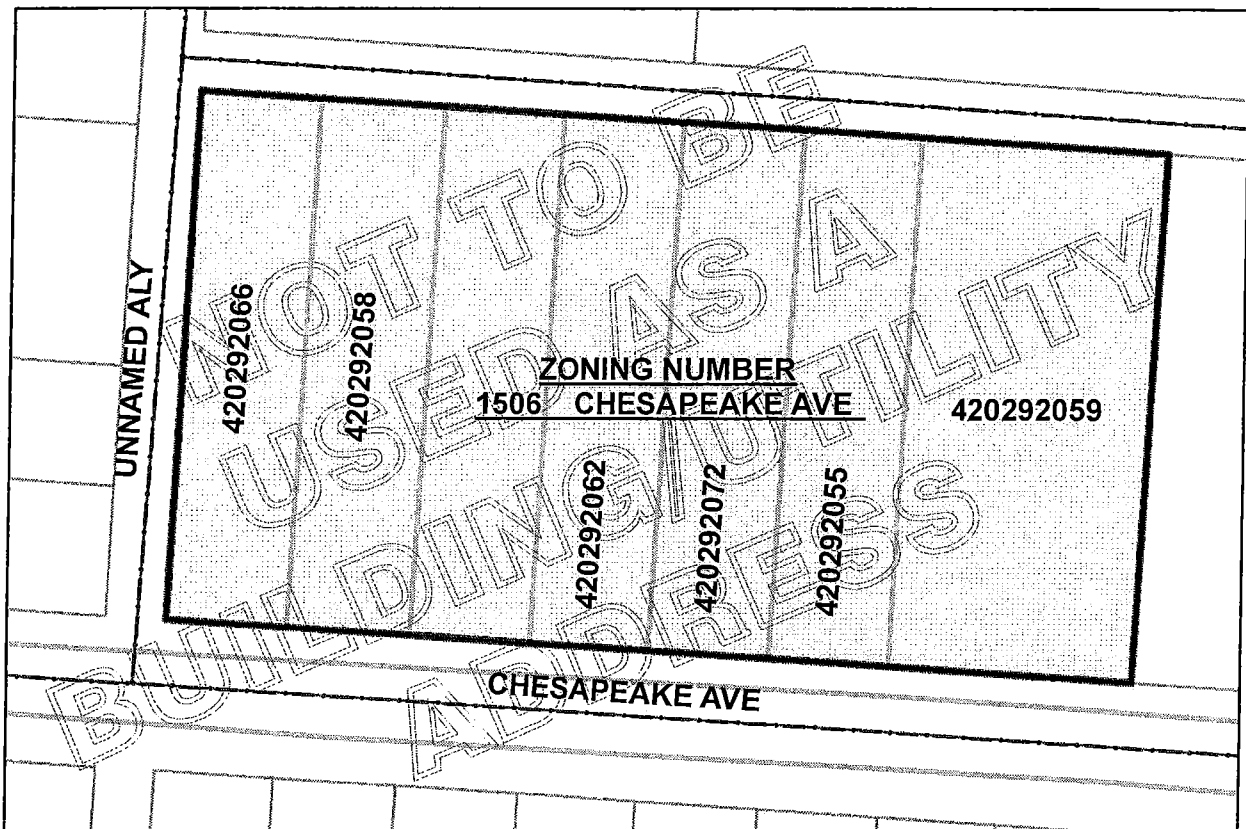 NOT TO BE
USED AS A
BUILDING/UTILITY
ADDRESS
UNNAMED ALY
420292066
420292058
ZONING NUMBER
1506 CHESAPEAKE AVE
420292059
420292062
420292072
420292055
CHESAPEAKE AVE